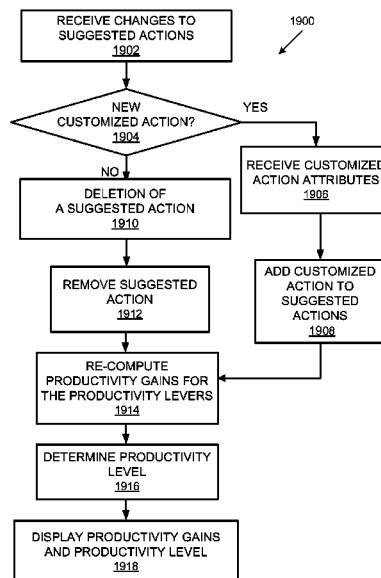 RECEIVE CHANGES TO
SUGGESTED ACTIONS
1902
1900
NEW
CUSTOMIZED ACTION?
1904
YES
NO
RECEIVE CUSTOMIZED
ACTION ATTRIBUTES
1906
DELETION OF
A SUGGESTED ACTION
1910
ADD CUSTOMIZED
ACTION TO
SUGGESTED
ACTIONS
1908
REMOVE SUGGESTED
ACTION
1912
RE-COMPUTE
PRODUCTIVITY GAINS FOR
THE PRODUCTIVITY LEVERS
1914
DETERMINE PRODUCTIVITY
LEVEL
1916
DISPLAY PRODUCTIVITY GAINS
AND PRODUCTIVITY LEVEL
1918